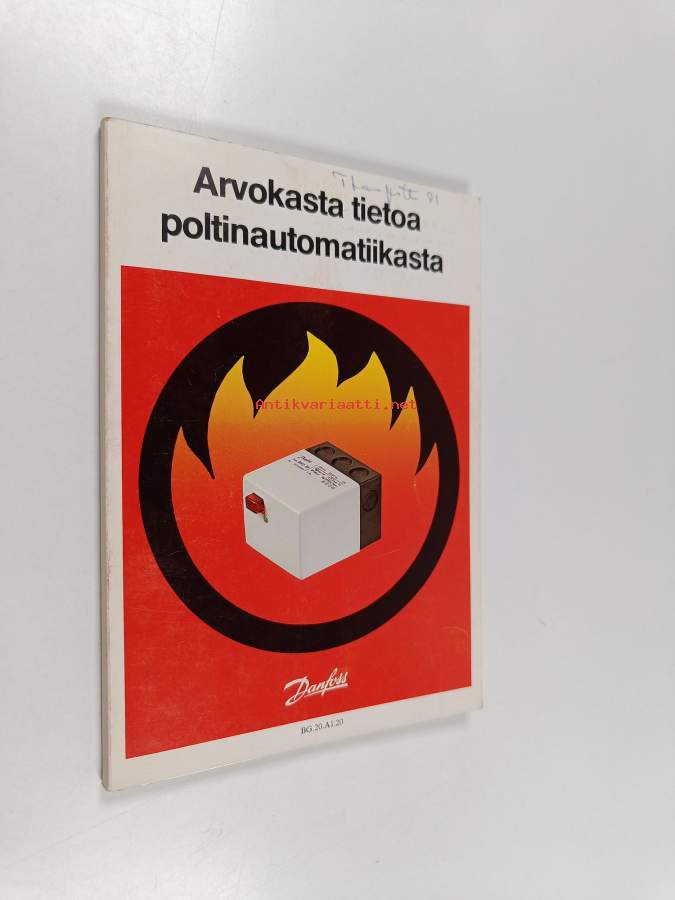 Arvokasta tietoa
poltinautomatiikasta
Antikvariaatti.net
Danfoss
BG.20.A1.20